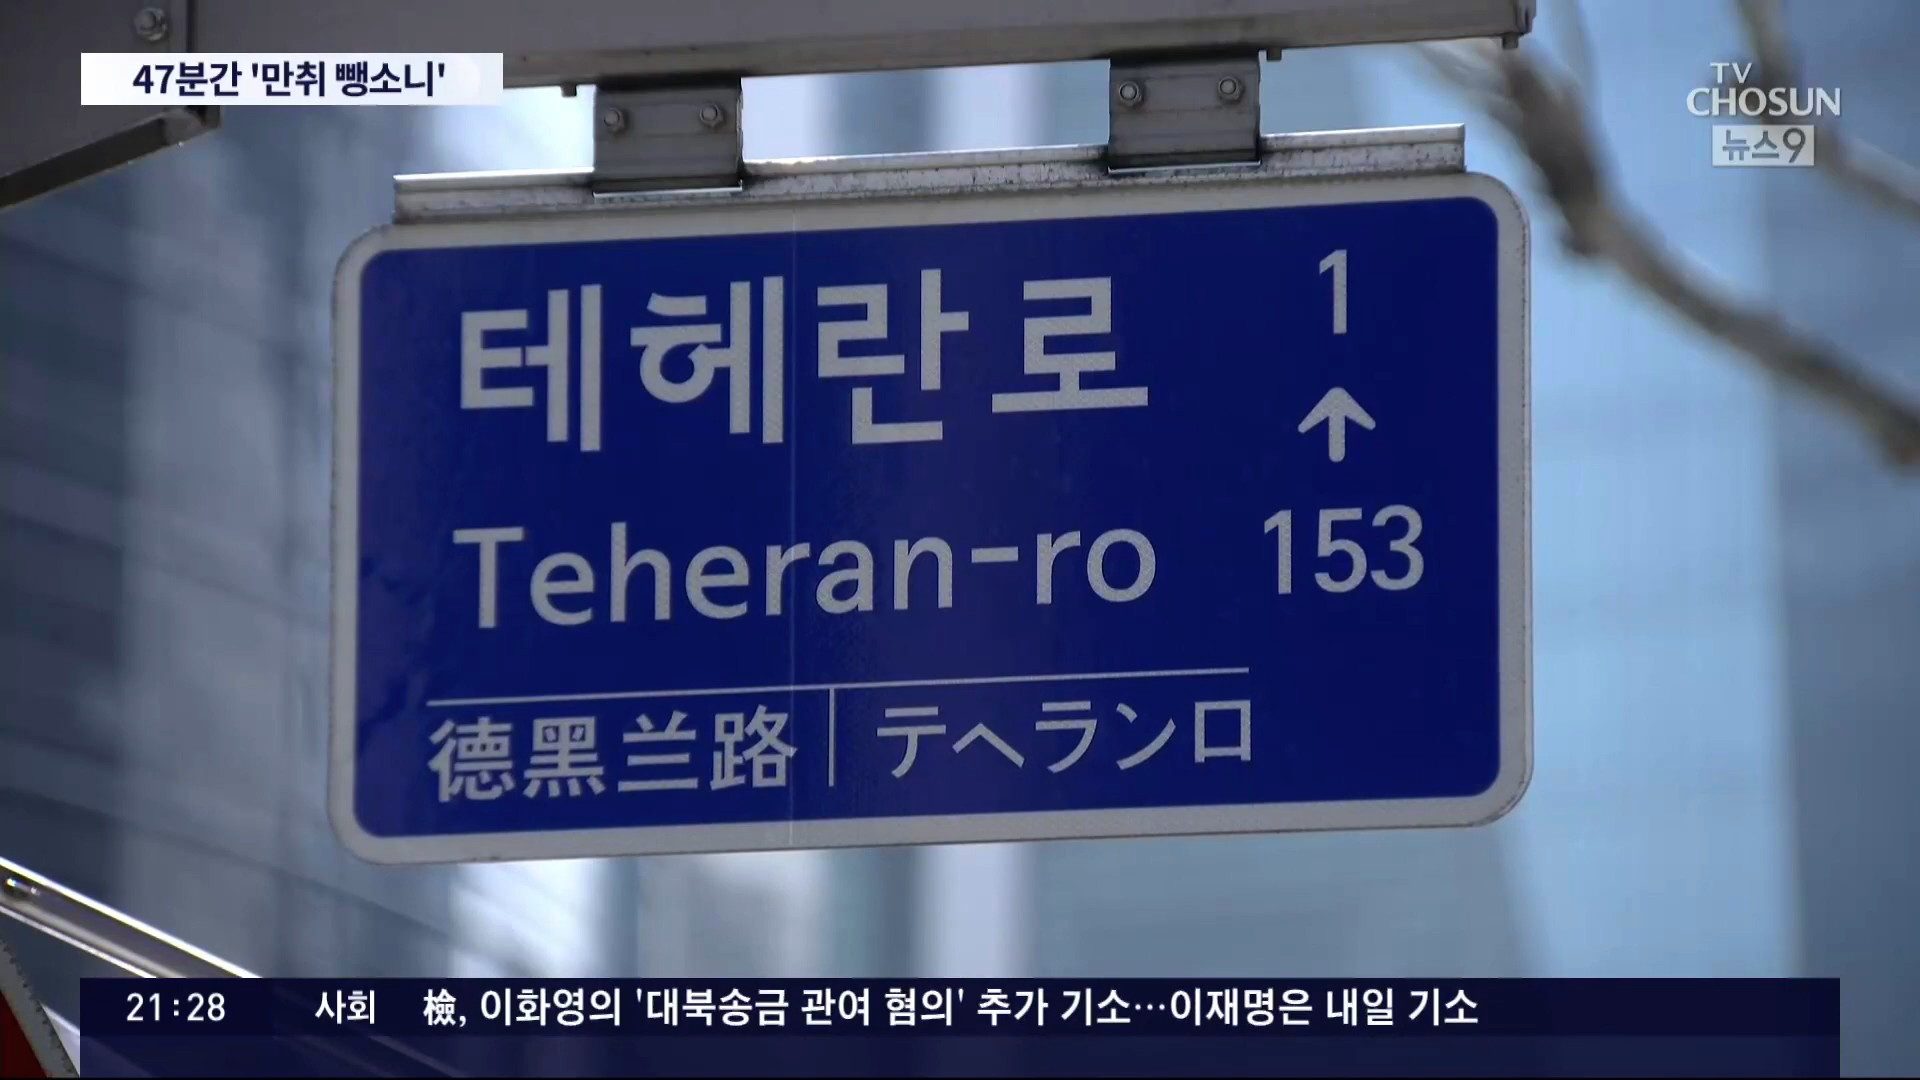 47분간 '만취 뺑소니'
TV
CHOSUN
뉴스9
테헤란로
1
↑
153
Teheran-ro
德黑兰路 | テヘランロ
21:28 사회 檢, 이화영의 '대북송금 관여 혐의' 추가 기소…이재명은 내일 기소